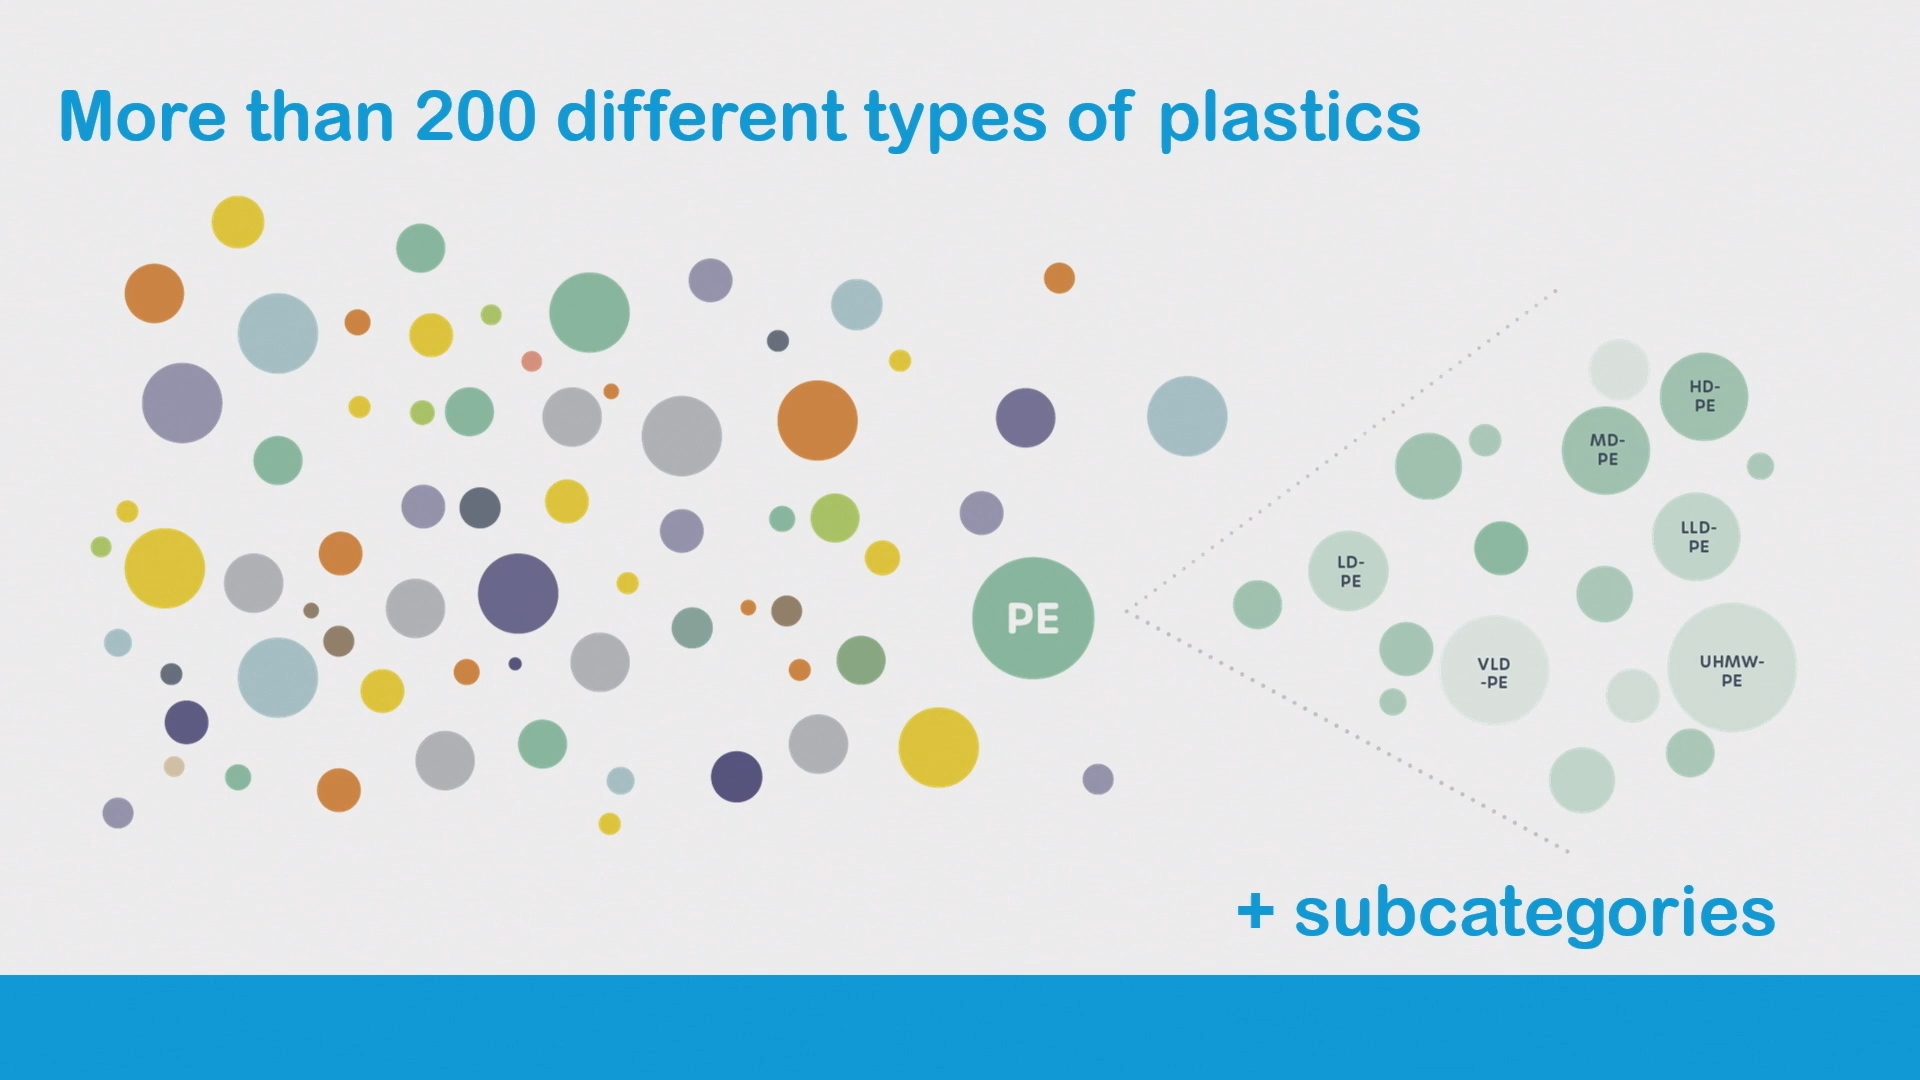 More than 200 different types of plastics
HD-
PE
MD-
PE
LLD-
PE
LD-
PE
PE
VLD
-PE
UHMW-
PE
+ subcategories